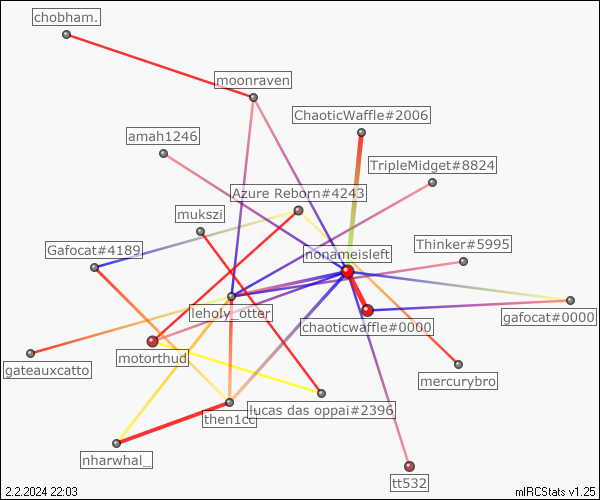 chobham.
moonraven
ChaoticWaffle#2006
amah1246
TripleMidget#8824
Azure Reborn#4243
mukszi
Gafocat#4189
nonameisleft
Thinker#5995
leholy_otter
gafocat#0000
chaoticwaffle#0000
motorthud
gateauxcatto
mercurybro
lucas das oppai#2396
nharwhal_
tt532
2.2.2024 22:03
mIRCStats v1.25